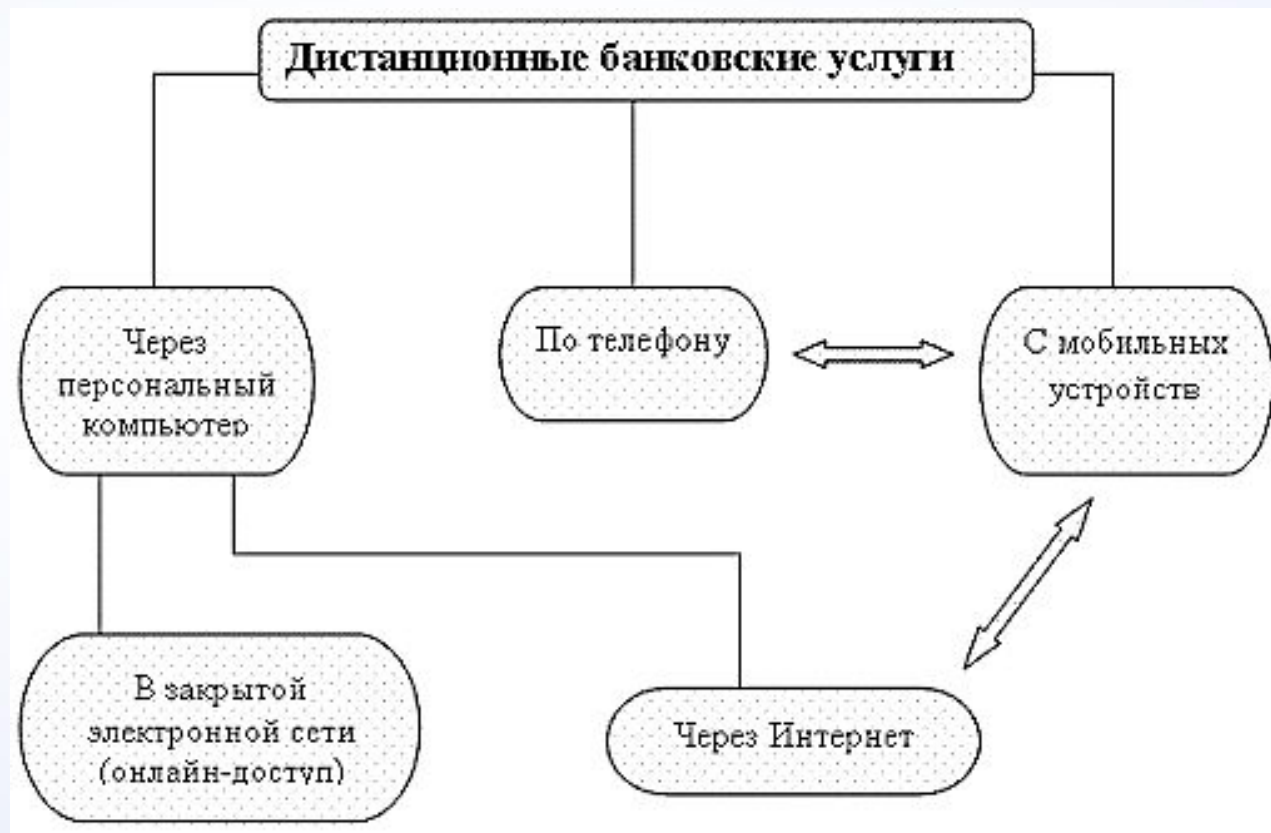 Дистанционные банковские услуги
Через
персональный
компьютер
По телефону
С мобильных
устройств
В закрытой
электронной сети
(онлайн-доступ)
Через Интернет